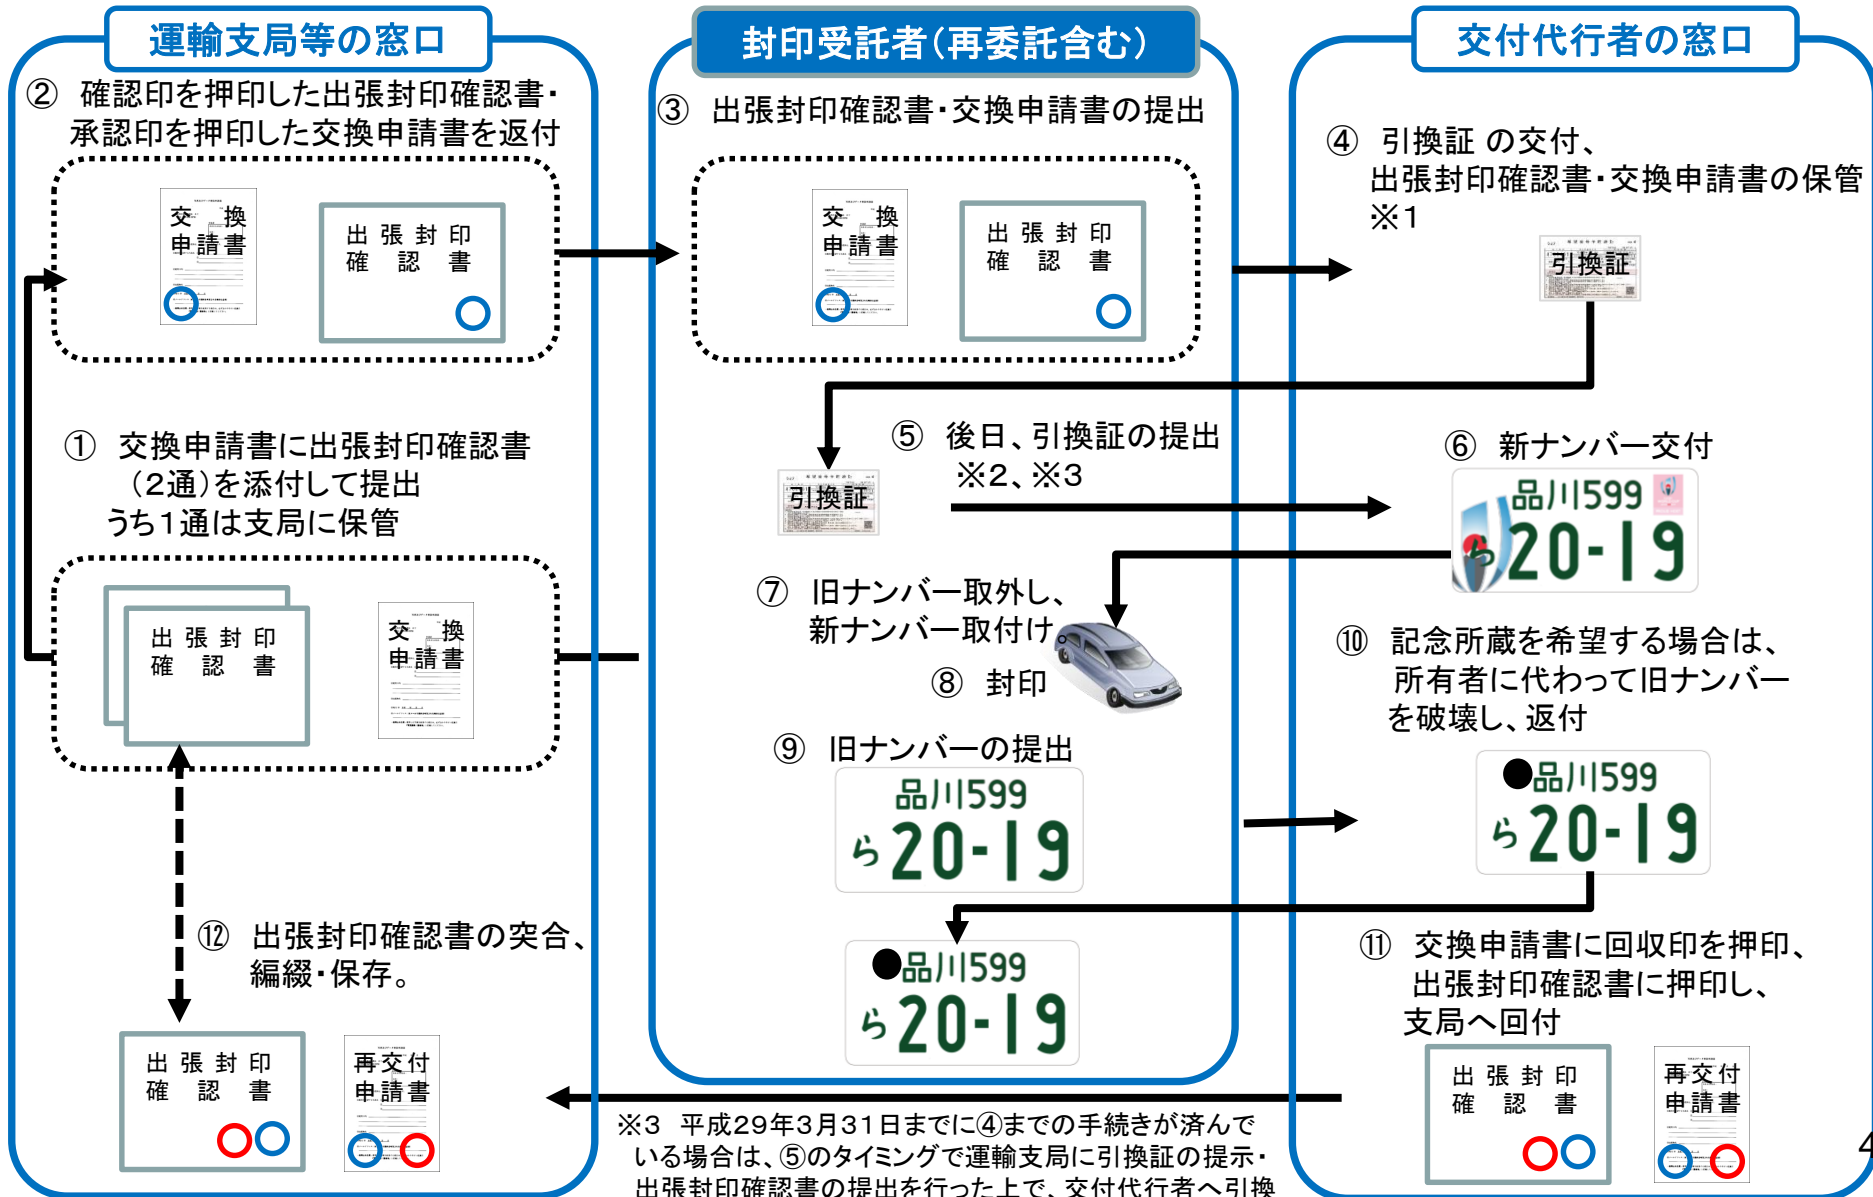 運輸支局等の窓口
② 確認印を押印した出張封印確認書・
承認印を押印した交換申請書を返付
交 換
申請書
出張封印
確認書
① 交換申請書に出張封印確認書
（2通）を添付して提出
うち１通は支局に保管
出張封印
確認書
交 換
申請書
⑫ 出張封印確認書の突合、
編綴・保存。
出張封印
確認書
再交付
申請書
封印受託者（再委託含む）
③ 出張封印確認書・交換申請書の提出
交 換
申請書
出張封印
確認書
⑤ 後日、引換証の提出
※2、※3
引換証
⑦ 旧ナンバー取外し、
新ナンバー取付け
⑧ 封印
⑨ 旧ナンバーの提出
品川599
ら20-19
品川599
ら20-19
※3 平成29年3月31日までに④までの手続きが済んで
いる場合は、⑤のタイミングで運輸支局に引換証の提示・
出張封印確認書の提出を行った上で、交付代行者へ引換
交付代行者の窓口
④ 引換証 の交付、
出張封印確認書・交換申請書の保管
※1
引換証
⑥ 新ナンバー交付
品川599
ら20-19
⑩ 記念所蔵を希望する場合は、
所有者に代わって旧ナンバー
を破壊し、返付
品川599
ら20-19
⑪ 交換申請書に回収印を押印、
出張封印確認書に押印し、
支局へ回付
出張封印
確認書
再交付
申請書
4